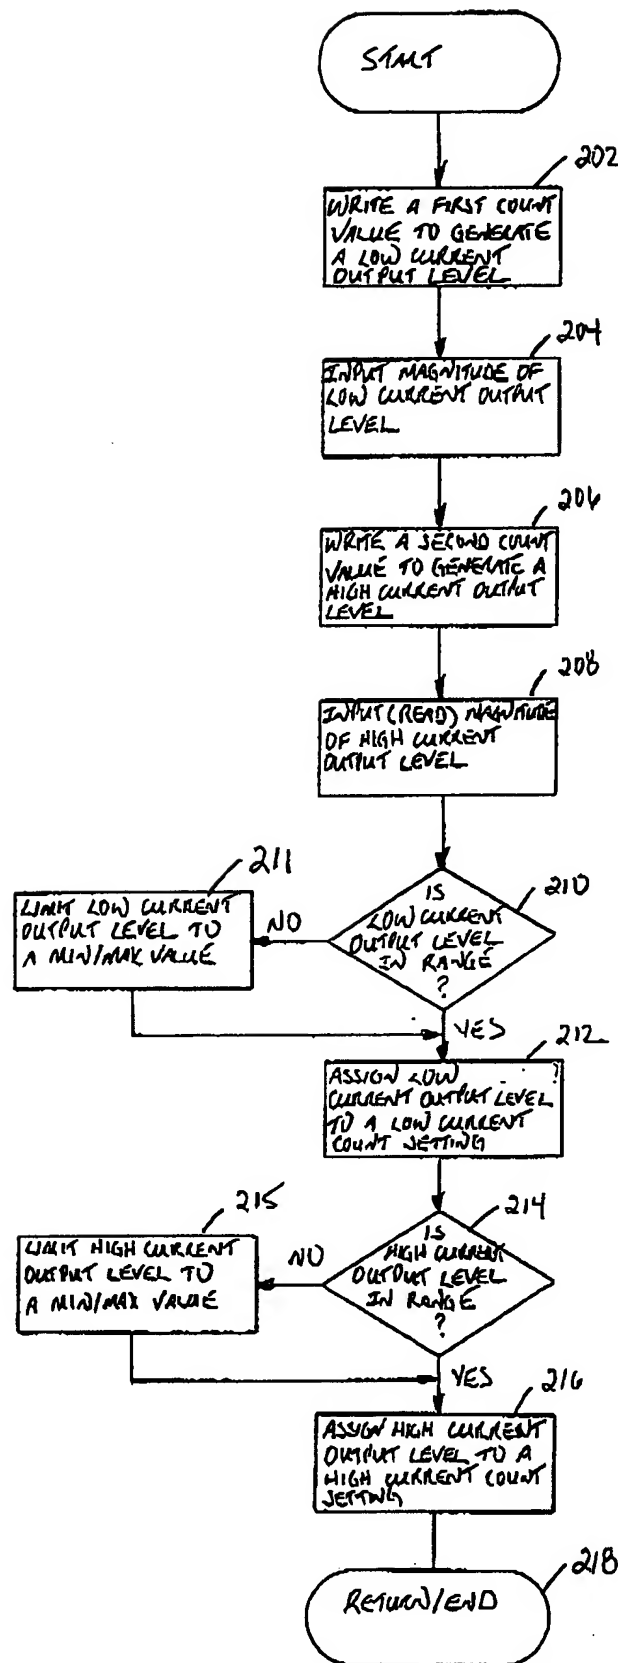 START
202
WRITE A FIRST COUNT
VALUE TO GENERATE
A LOW CURRENT
OUTPUT LEVEL
204
INPUT MAGNITUDE OF
LOW CURRENT OUTPUT
LEVEL
206
WRITE A SECOND COUNT
VALUE TO GENERATE A
HIGH CURRENT OUTPUT
LEVEL
208
INPUT (READ) MAGNITUDE
OF HIGH CURRENT
OUTPUT LEVEL
211
LIMIT LOW CURRENT
OUTPUT LEVEL TO
A MIN/MAX VALUE
NO
210
IS
LOW CURRENT
OUTPUT LEVEL
IN RANGE
?
YES
212
ASSIGN LOW
CURRENT OUTPUT LEVEL
TO A LOW CURRENT
COUNT SETTING
215
LIMIT HIGH CURRENT
OUTPUT LEVEL TO
A MIN/MAX VALUE
NO
214
IS
HIGH CURRENT
OUTPUT LEVEL
IN RANGE
?
YES
216
ASSIGN HIGH CURRENT
OUTPUT LEVEL TO A
HIGH CURRENT COUNT
SETTING
218
RETURN/END